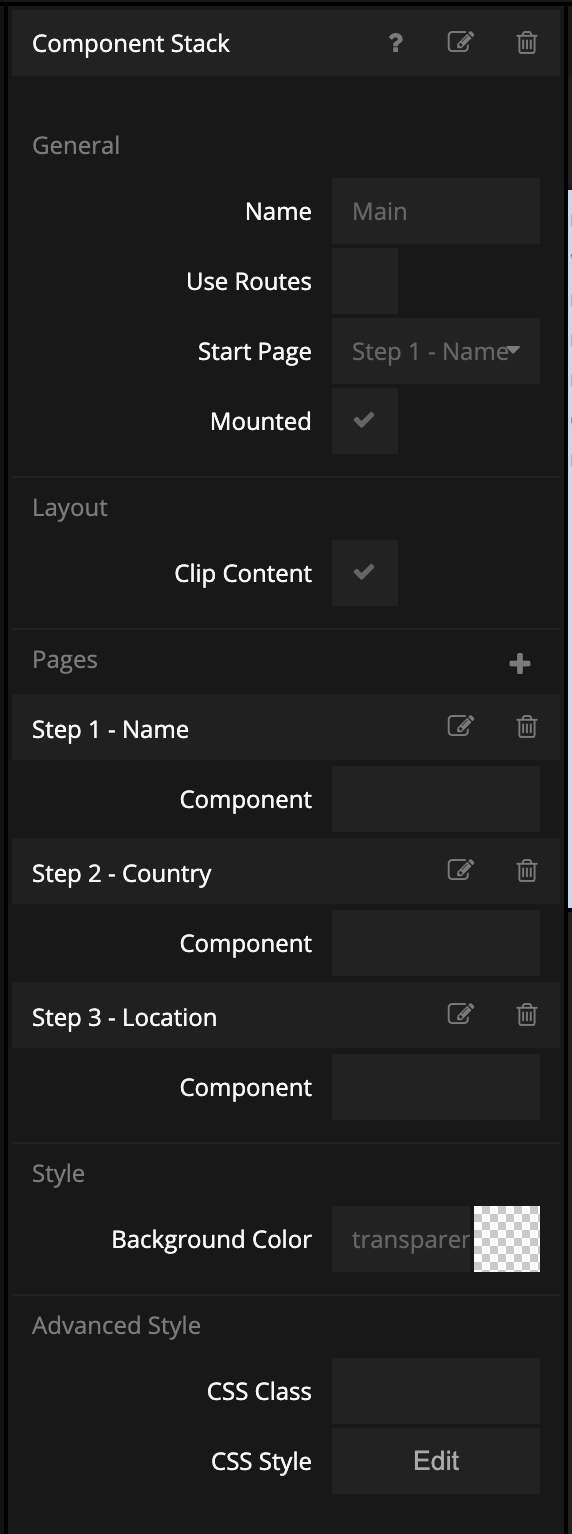 Component Stack ?
General
Name Main
Use Routes
Start Page Step 1 - Name
Mounted
Layout
Clip Content
Pages
Step 1 - Name
Component
Step 2 - Country
Component
Step 3 - Location
Component
Style
Background Color transparen
Advanced Style
CSS Class
CSS Style Edit